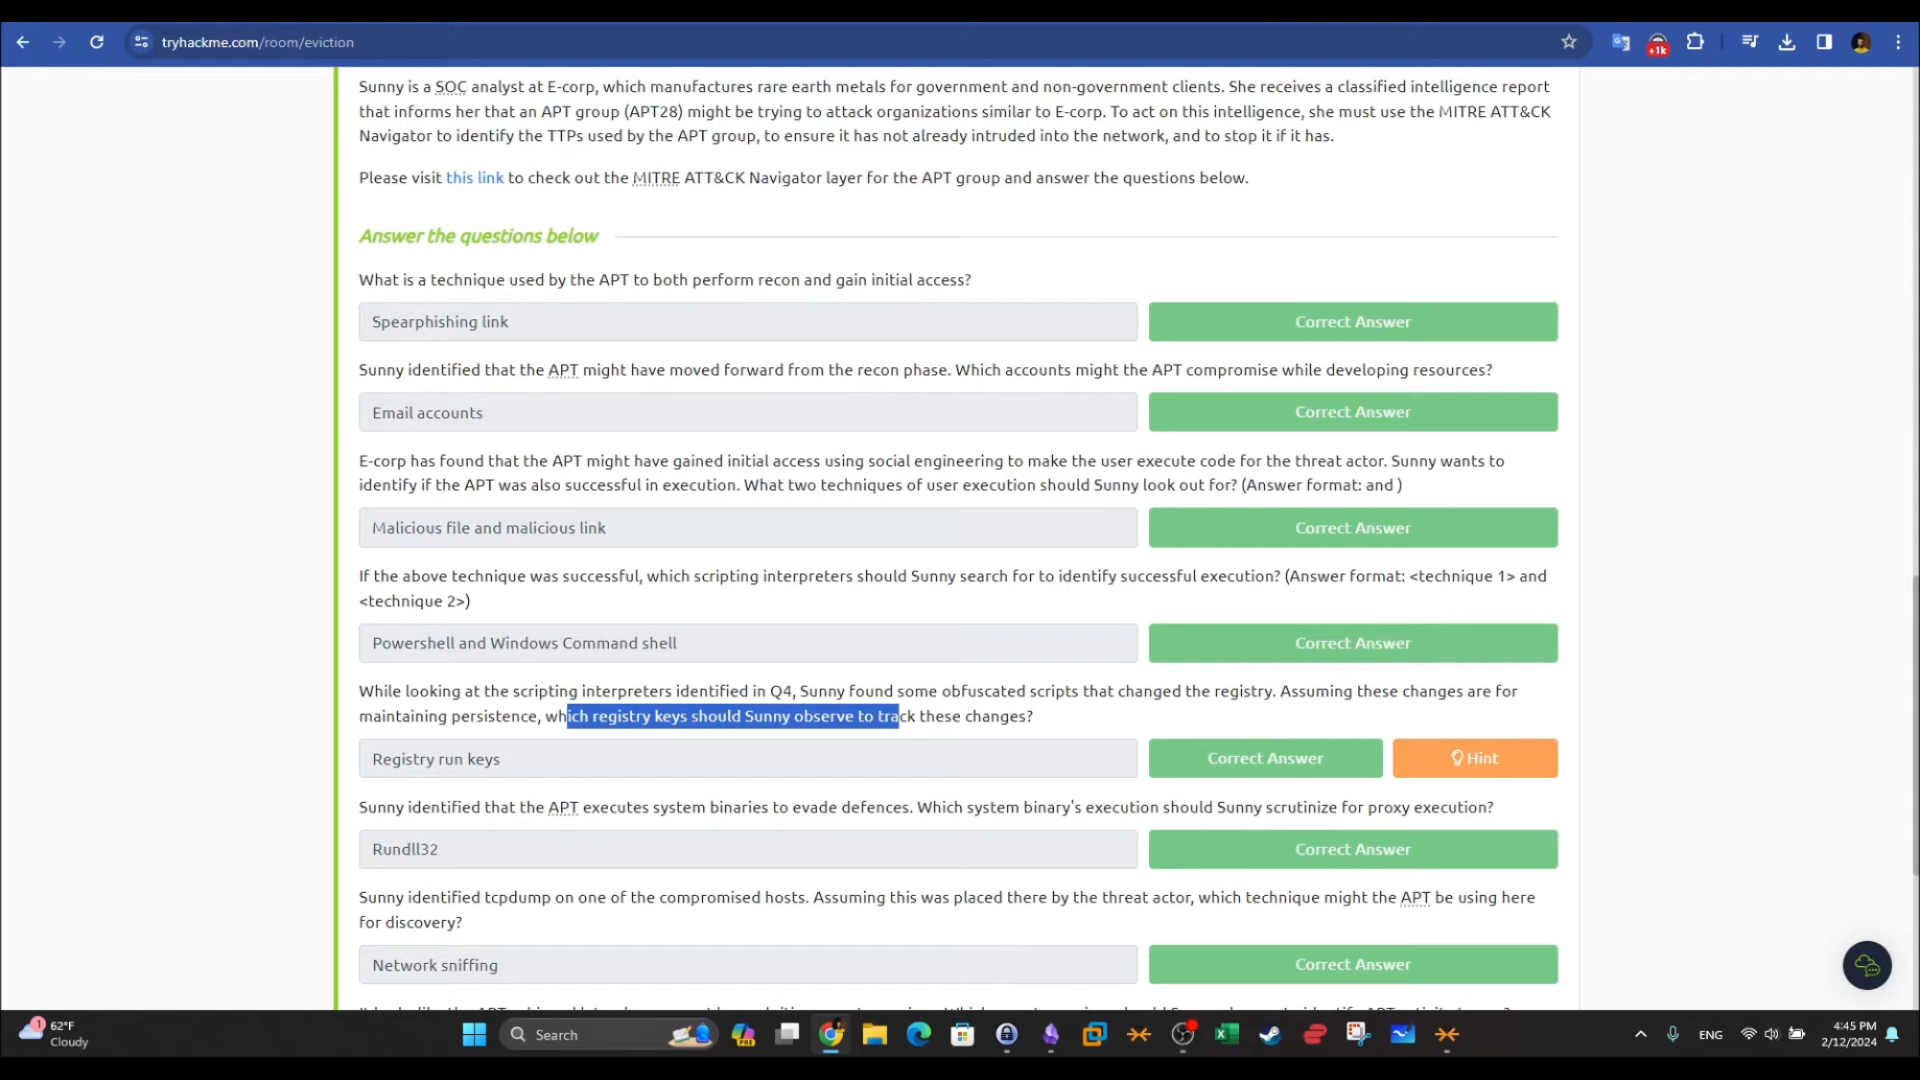 tryhackme.com/room/eviction
+1k
Sunny is a SOC analyst at E-corp, which manufactures rare earth metals for government and non-government clients. She receives a classified intelligence report
that informs her that an APT group (APT28) might be trying to attack organizations similar to E-corp. To act on this intelligence, she must use the MITRE ATT&CK
Navigator to identify the TTPs used by the APT group, to ensure it has not already intruded into the network, and to stop it if it has.
Please visit this link to check out the MITRE ATT&CK Navigator layer for the APT group and answer the questions below.
Answer the questions below
What is a technique used by the APT to both perform recon and gain initial access?
Spearphishing link
Correct Answer
Sunny identified that the APT might have moved forward from the recon phase. Which accounts might the APT compromise while developing resources?
Email accounts
Correct Answer
E-corp has found that the APT might have gained initial access using social engineering to make the user execute code for the threat actor. Sunny wants to
identify if the APT was also successful in execution. What two techniques of user execution should Sunny look out for? (Answer format: and )
Malicious file and malicious link
Correct Answer
If the above technique was successful, which scripting interpreters should Sunny search for to identify successful execution? (Answer format: <technique 1> and
<technique 2>)
Powershell and Windows Command shell
Correct Answer
While looking at the scripting interpreters identified in Q4, Sunny found some obfuscated scripts that changed the registry. Assuming these changes are for
maintaining persistence, which registry keys should Sunny observe to track these changes?
Registry run keys
Correct Answer
Hint
Sunny identified that the APT executes system binaries to evade defences. Which system binary's execution should Sunny scrutinize for proxy execution?
Rundll32
Correct Answer
Sunny identified tcpdump on one of the compromised hosts. Assuming this was placed there by the threat actor, which technique might the APT be using here
for discovery?
Network sniffing
Correct Answer
1
62°F
Cloudy
Search
ENG
4:45 PM
2/12/2024